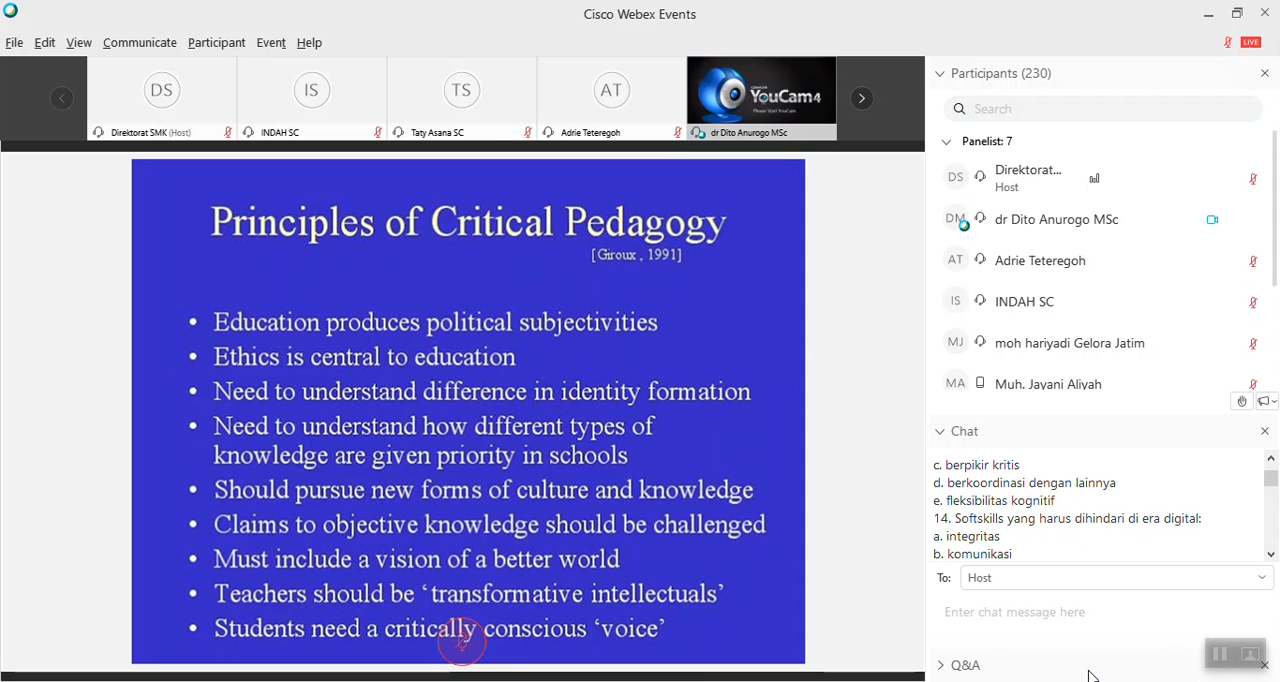 Cisco Webex Events
File Edit View Communicate Participant Event Help
LIVE
DS
IS
TS
AT
YouCam4
Direktorat SMK (Host)
INDAH SC
Taty Asana SC
Adrie Teteregoh
dr Dito Anurogo MSc
Principles of Critical Pedagogy
[Giroux , 1991]
• Education produces political subjectivities
• Ethics is central to education
• Need to understand difference in identity formation
• Need to understand how different types of
knowledge are given priority in schools
• Should pursue new forms of culture and knowledge
• Claims to objective knowledge should be challenged
• Must include a vision of a better world
• Teachers should be ‘transformative intellectuals’
• Students need a critically conscious ‘voice’
Participants (230)
Search
Panelist: 7
DS Direktorat...
Host
DM dr Dito Anurogo MSc
AT Adrie Teteregoh
IS INDAH SC
MJ moh hariyadi Gelora Jatim
MA Muh. Jayani Aliyah
Chat
c. berpikir kritis
d. berkoordinasi dengan lainnya
e. fleksibilitas kognitif
14. Softskills yang harus dihindari di era digital:
a. integritas
b. komunikasi
To: Host
Enter chat message here
Q&A